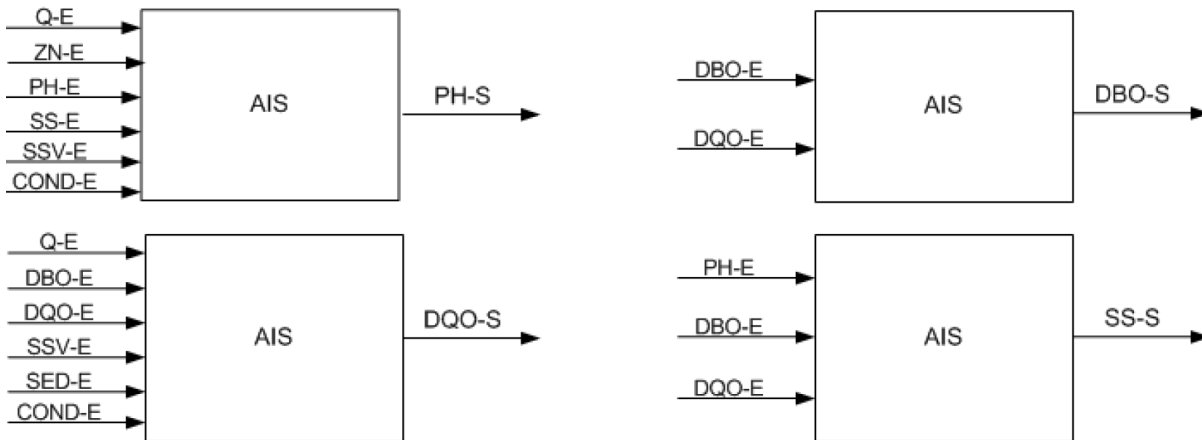 Q-E
ZN-E
PH-E
SS-E
SSV-E
COND-E
AIS
PH-S
DBO-E
DQO-E
AIS
DBO-S
Q-E
DBO-E
DQO-E
SSV-E
SED-E
COND-E
AIS
DQO-S
PH-E
DBO-E
DQO-E
AIS
SS-S